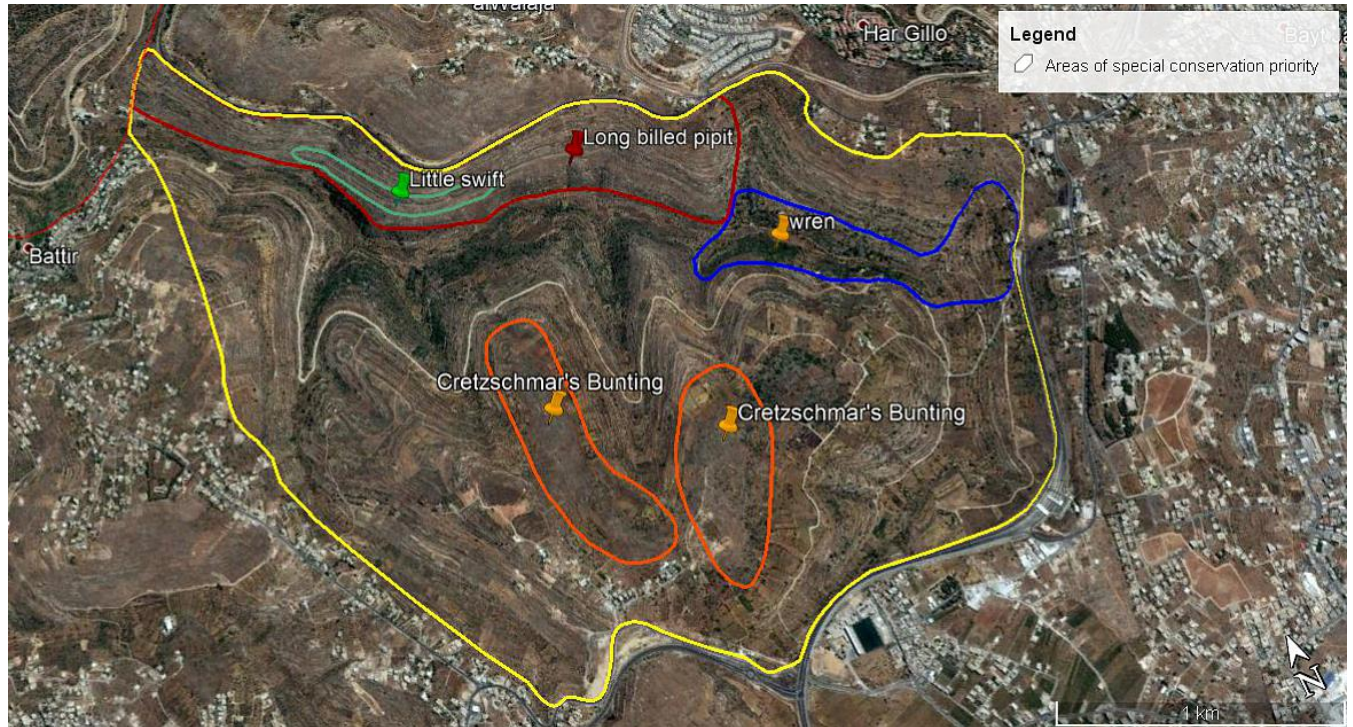 alwalaja
Har Gillo
Legend
Areas of special conservation priority
Long billed pipit
Little swift
wren
Battir
Cretzschmar's Bunting
Cretzschmar's Bunting
N
1 km